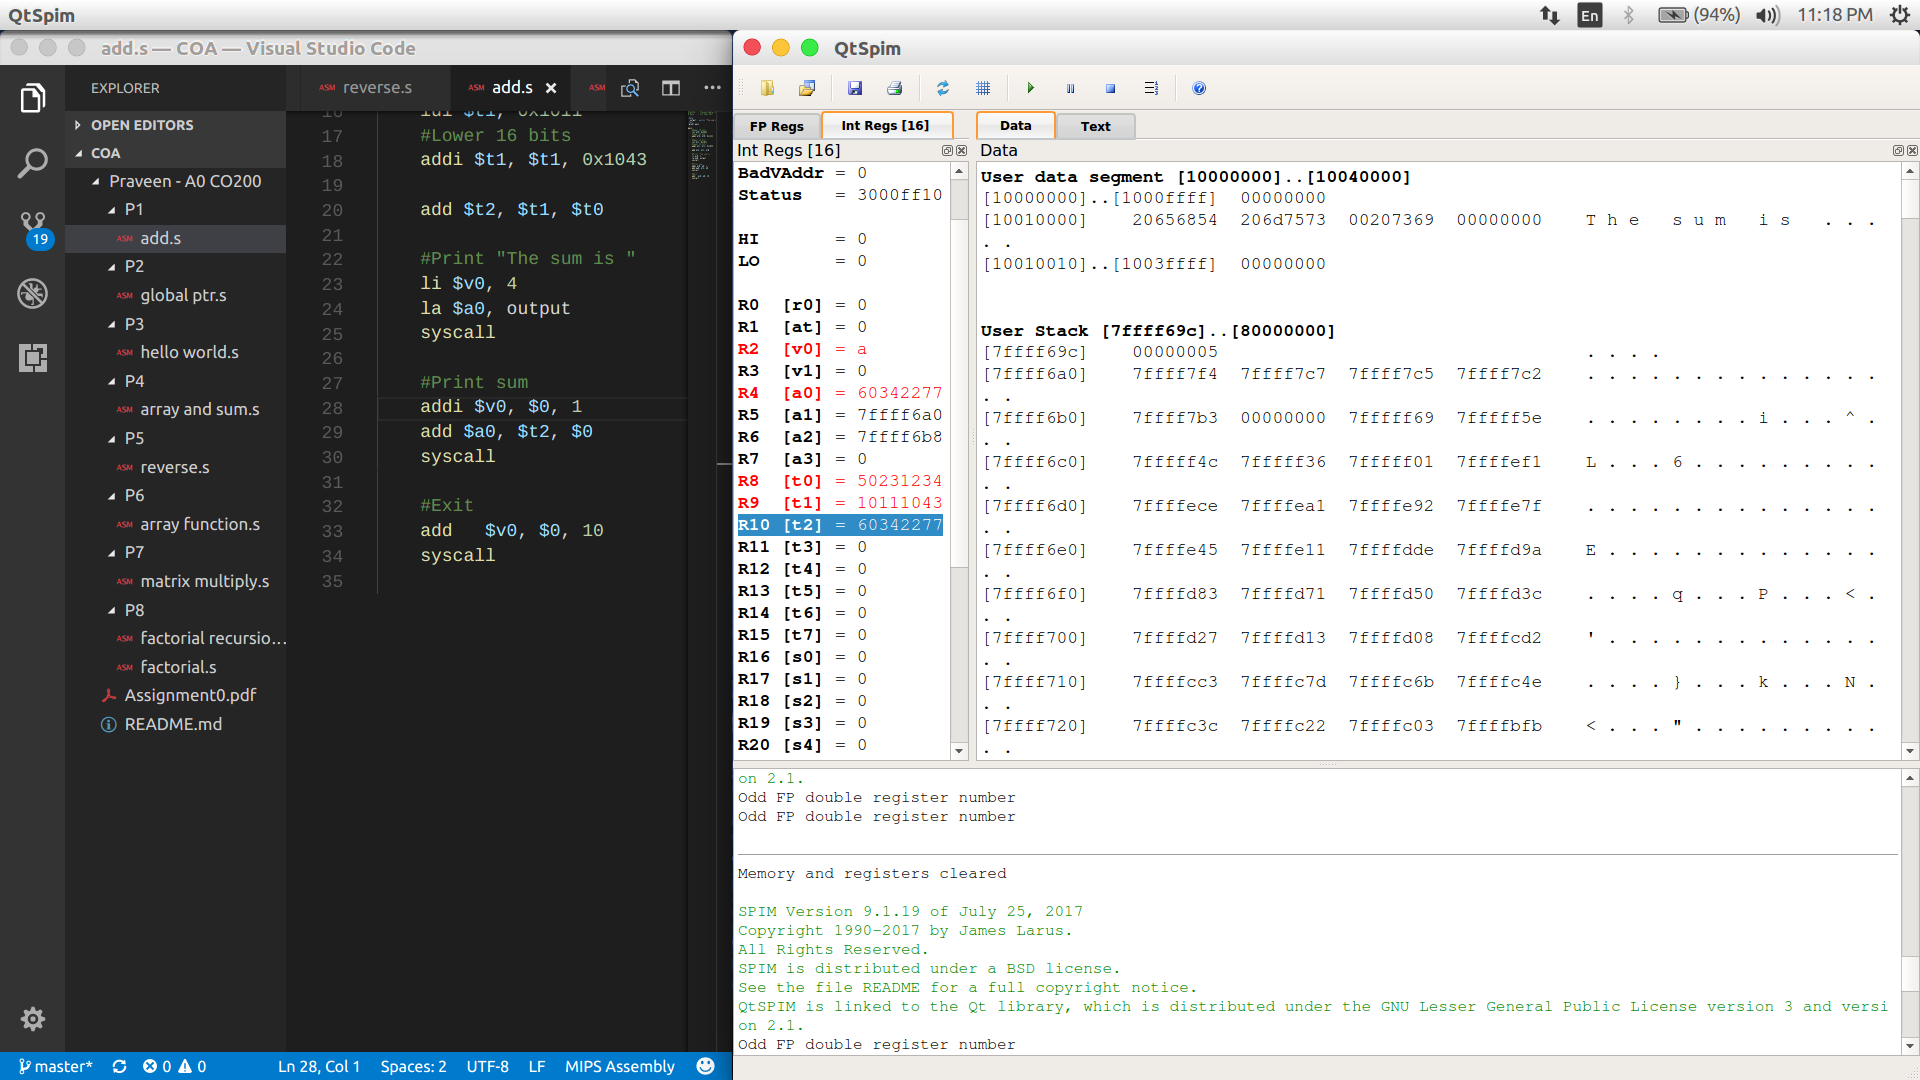 QtSpim
En
(94%)
11:18 PM
add.s — COA — Visual Studio Code
EXPLORER
OPEN EDITORS
COA
Praveen - A0 CO200
P1
ASM add.s
P2
ASM global ptr.s
P3
ASM hello world.s
P4
ASM array and sum.s
P5
ASM reverse.s
P6
ASM array function.s
P7
ASM matrix multiply.s
P8
ASM factorial recursio...
ASM factorial.s
Assignment0.pdf
README.md
19
ASM reverse.s
ASM add.s
ASM
16 lui $t1, 0x1011
17 #Lower 16 bits
18 addi $t1, $t1, 0x1043
19
20 add $t2, $t1, $t0
21
22 #Print "The sum is "
23 li $v0, 4
24 la $a0, output
25 syscall
26
27 #Print sum
28 addi $v0, $0, 1
29 add $a0, $t2, $0
30 syscall
31
32 #Exit
33 add $v0, $0, 10
34 syscall
35
master* 0 0 Ln 28, Col 1 Spaces: 2 UTF-8 LF MIPS Assembly
QtSpim
FP Regs Int Regs [16]
Int Regs [16]
BadVAddr = 0
Status = 3000ff10
HI = 0
LO = 0
R0 [r0] = 0
R1 [at] = 0
R2 [v0] = a
R3 [v1] = 0
R4 [a0] = 60342277
R5 [a1] = 7ffff6a0
R6 [a2] = 7ffff6b8
R7 [a3] = 0
R8 [t0] = 50231234
R9 [t1] = 10111043
R10 [t2] = 60342277
R11 [t3] = 0
R12 [t4] = 0
R13 [t5] = 0
R14 [t6] = 0
R15 [t7] = 0
R16 [s0] = 0
R17 [s1] = 0
R18 [s2] = 0
R19 [s3] = 0
R20 [s4] = 0
Data Text
Data
User data segment [10000000]..[10040000]
[10000000]..[1000ffff] 00000000
[10010000] 20656854 206d7573 00207369 00000000 T h e s u m i s . . .
. .
[10010010]..[1003ffff] 00000000
User Stack [7ffff69c]..[80000000]
[7ffff69c] 00000005 . . . .
[7ffff6a0] 7ffff7f4 7ffff7c7 7ffff7c5 7ffff7c2 . . . . . . . . . . . . . .
. .
[7ffff6b0] 7ffff7b3 00000000 7fffff69 7fffff5e . . . . . . . . i . . . ^ .
. .
[7ffff6c0] 7fffff4c 7fffff36 7fffff01 7ffffef1 L . . . 6 . . . . . . . . .
. .
[7ffff6d0] 7ffffece 7ffffea1 7ffffe92 7ffffe7f . . . . . . . . . . . . . .
. .
[7ffff6e0] 7ffffe45 7ffffe11 7ffffdde 7ffffd9a E . . . . . . . . . . . . .
. .
[7ffff6f0] 7ffffd83 7ffffd71 7ffffd50 7ffffd3c . . . . q . . . P . . . < .
. .
[7ffff700] 7ffffd27 7ffffd13 7ffffd08 7ffffcd2 ' . . . . . . . . . . . . .
. .
[7ffff710] 7ffffcc3 7ffffc7d 7ffffc6b 7ffffc4e . . . . } . . . k . . . N .
. .
[7ffff720] 7ffffc3c 7ffffc22 7ffffc03 7ffffbfb < . . . " . . . . . . . . .
. .
on 2.1.
Odd FP double register number
Odd FP double register number
Memory and registers cleared
SPIM Version 9.1.19 of July 25, 2017
Copyright 1990-2017 by James Larus.
All Rights Reserved.
SPIM is distributed under a BSD license.
See the file README for a full copyright notice.
QtSPIM is linked to the Qt library, which is distributed under the GNU Lesser General Public License version 3 and versi
on 2.1.
Odd FP double register number